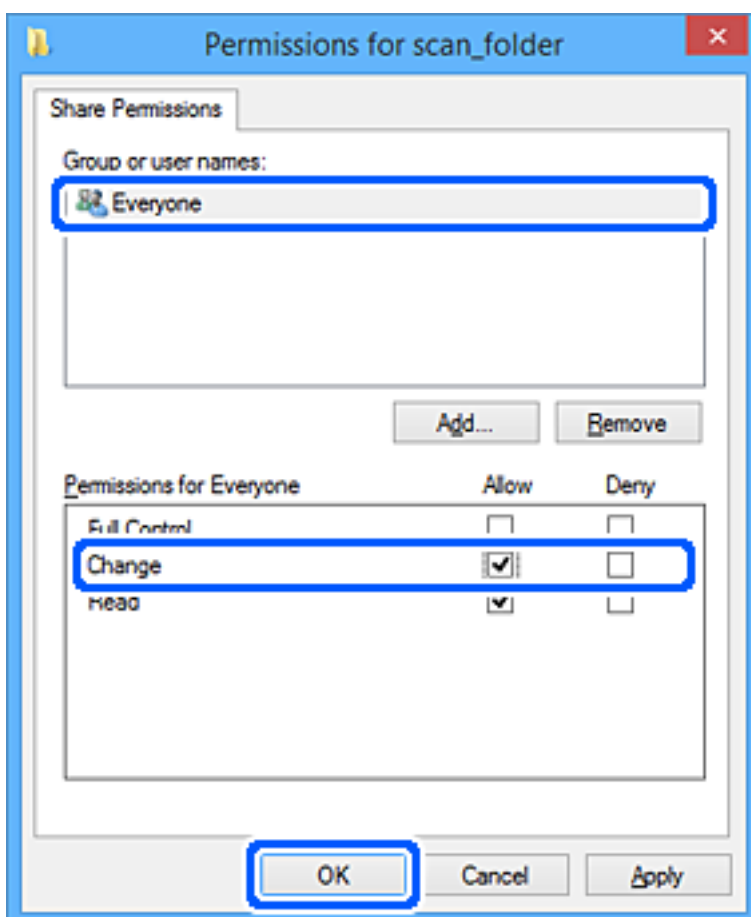 Permissions for scan_folder
Share Permissions
Group or user names:
Everyone
Add... Remove
Permissions for Everyone Allow Deny
Full Control
Change
Read
OK Cancel Apply